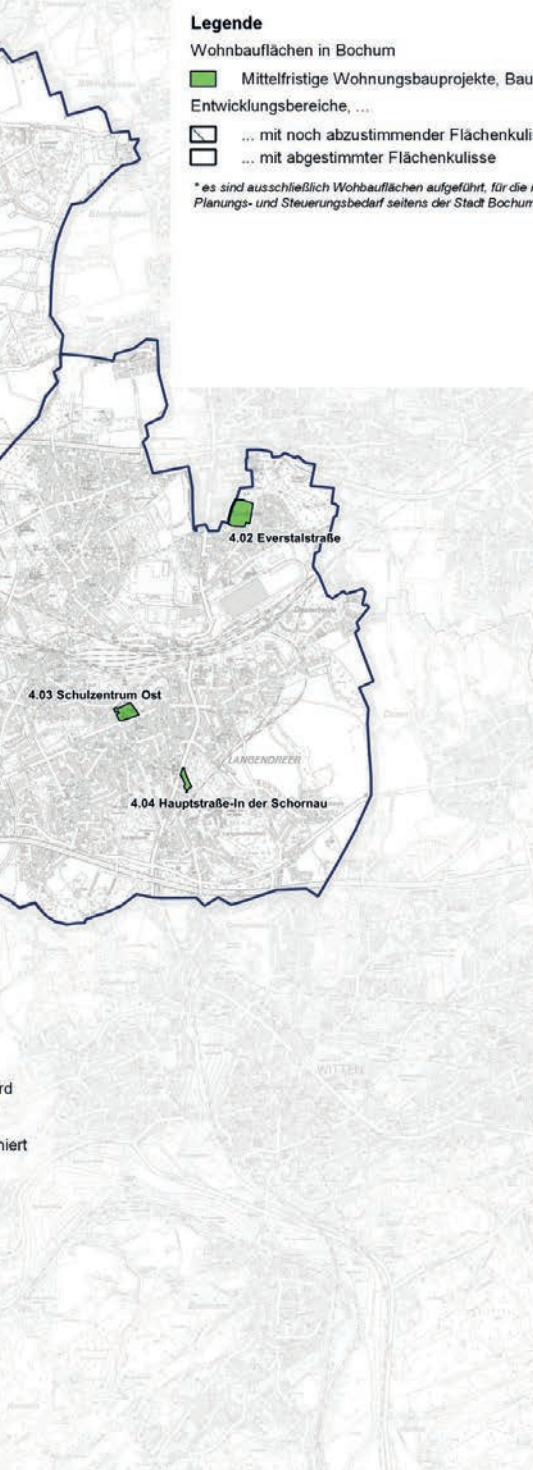 Legende
Wohnbauflächen in Bochum
Mittelfristige Wohnungsbauprojekte, Bau
Entwicklungsbereiche, ...
... mit noch abzustimmender Flächenkuli
... mit abgestimmter Flächenkulisse
* es sind ausschließlich Wohbauflächen aufgeführt, für die
Planungs- und Steuerungsbedarf seitens der Stadt Bochum
4.02 Everstalstraße
4.03 Schulzentrum Ost
LANGENDREER
4.04 Hauptstraße-In der Schornau
WITTEN
rd
niert